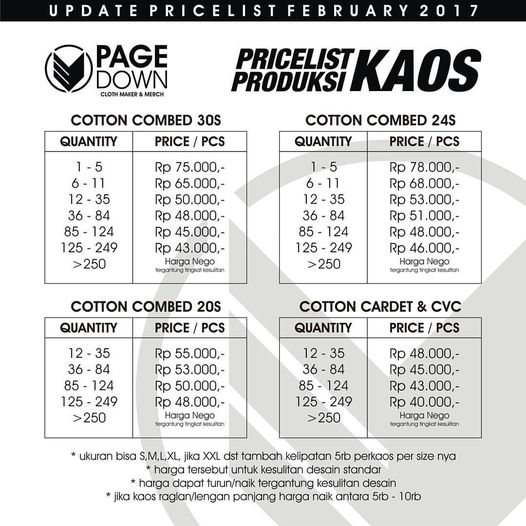 UPDATE PRICELIST FEBRUARY 2017
PAGE
DOWN
CLOTH MAKER & MERCH
PRICELIST
PRODUKSI
KAOS
COTTON COMBED 30S
QUANTITY PRICE / PCS
1 - 5 Rp 75.000,-
6 - 11 Rp 65.000,-
12 - 35 Rp 50.000,-
36 - 84 Rp 48.000,-
85 - 124 Rp 45.000,-
125 - 249 Rp 43.000,-
>250 Harga Nego
tergantung tingkat kesulitan
COTTON COMBED 24S
QUANTITY PRICE / PCS
1 - 5 Rp 78.000,-
6 - 11 Rp 68.000,-
12 - 35 Rp 53.000,-
36 - 84 Rp 51.000,-
85 - 124 Rp 48.000,-
125 - 249 Rp 46.000,-
>250 Harga Nego
tergantung tingkat kesulitan
COTTON COMBED 20S
QUANTITY PRICE / PCS
12 - 35 Rp 55.000,-
36 - 84 Rp 53.000,-
85 - 124 Rp 50.000,-
125 - 249 Rp 48.000,-
>250 Harga Nego
tergantung tingkat kesulitan
COTTON CARDET & CVC
QUANTITY PRICE / PCS
12 - 35 Rp 48.000,-
36 - 84 Rp 45.000,-
85 - 124 Rp 43.000,-
125 - 249 Rp 40.000,-
>250 Harga Nego
tergantung tingkat kesulitan
* ukuran bisa S,M,L,XL, jika XXL dst tambah kelipatan 5rb perkaos per size nya
* harga tersebut untuk kesulitan desain standar
* harga dapat turun/naik tergantung kesulitan desain
* jika kaos raglan/lengan panjang harga naik antara 5rb - 10rb